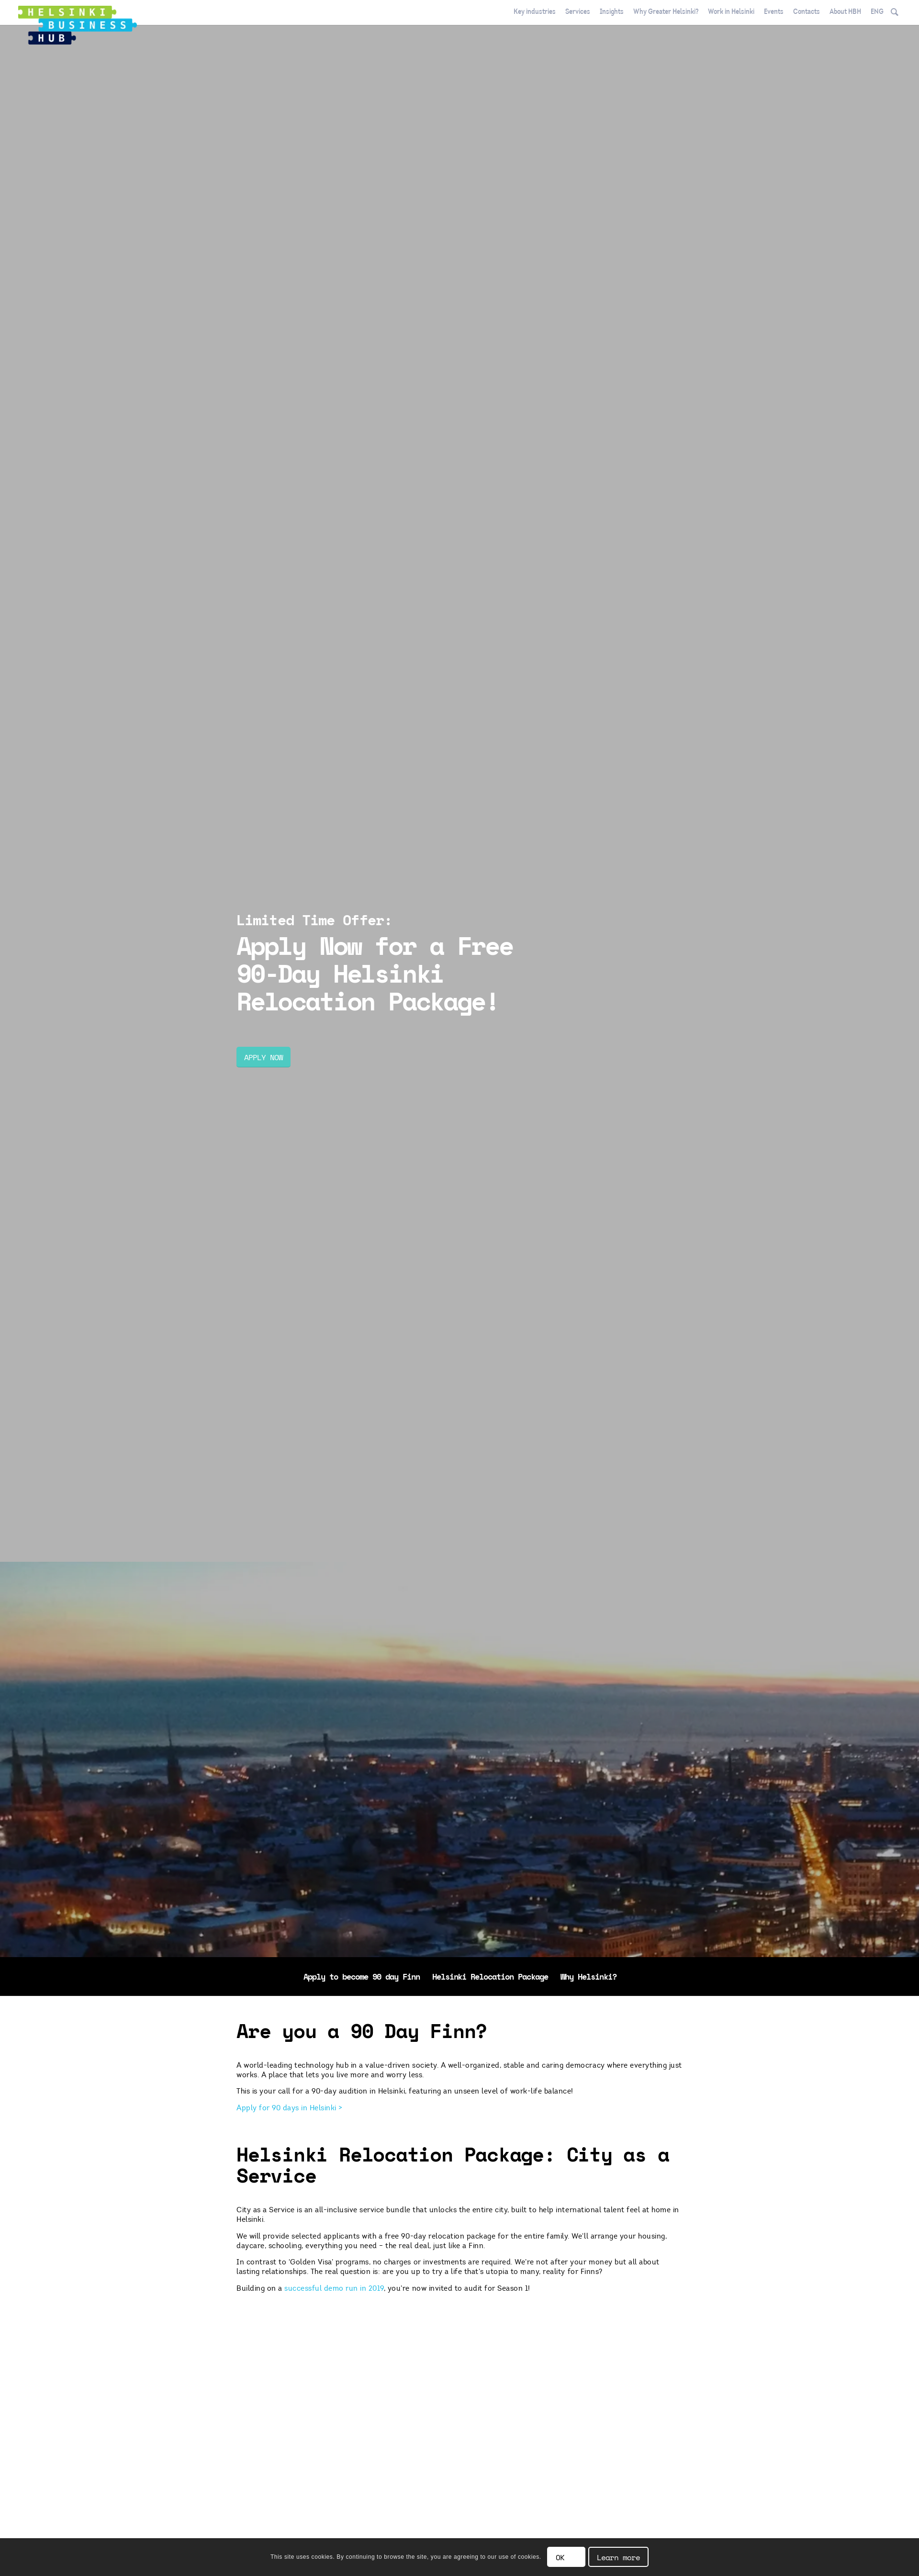 HELSINKI
BUSINESS
HUB
Key industries Services Insights Why Greater Helsinki? Work in Helsinki Events Contacts About HBH ENG
Limited Time Offer:
Apply Now for a Free
90-Day Helsinki
Relocation Package!
APPLY NOW
Apply to become 90 day Finn Helsinki Relocation Package Why Helsinki?
Are you a 90 Day Finn?
A world-leading technology hub in a value-driven society. A well-organized, stable and caring democracy where everything just
works. A place that lets you live more and worry less.
This is your call for a 90-day audition in Helsinki, featuring an unseen level of work-life balance!
Apply for 90 days in Helsinki >
Helsinki Relocation Package: City as a
Service
City as a Service is an all-inclusive service bundle that unlocks the entire city, built to help international talent feel at home in
Helsinki.
We will provide selected applicants with a free 90-day relocation package for the entire family. We'll arrange your housing,
daycare, schooling, everything you need – the real deal, just like a Finn.
In contrast to 'Golden Visa' programs, no charges or investments are required. We're not after your money but all about
lasting relationships. The real question is: are you up to try a life that's utopia to many, reality for Finns?
Building on a successful demo run in 2019, you're now invited to audit for Season 1!
This site uses cookies. By continuing to browse the site, you are agreeing to our use of cookies. OK Learn more